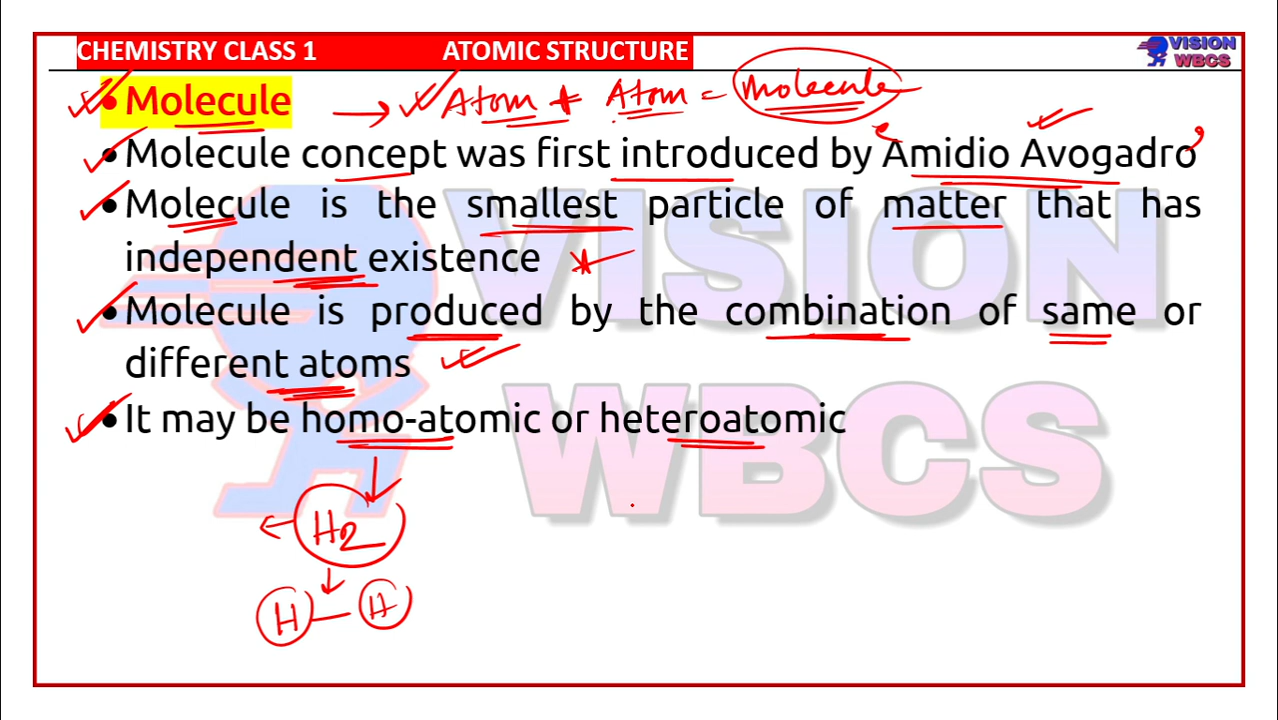 CHEMISTRY CLASS 1 ATOMIC STRUCTURE
VISION
WBCS
• Molecule → Atom + Atom = Molecule
• Molecule concept was first introduced by Amidio Avogadro
• Molecule is the smallest particle of matter that has
independent existence
• Molecule is produced by the combination of same or
different atoms
• It may be homo-atomic or heteroatomic
H2
H — H
VISION
WBCS